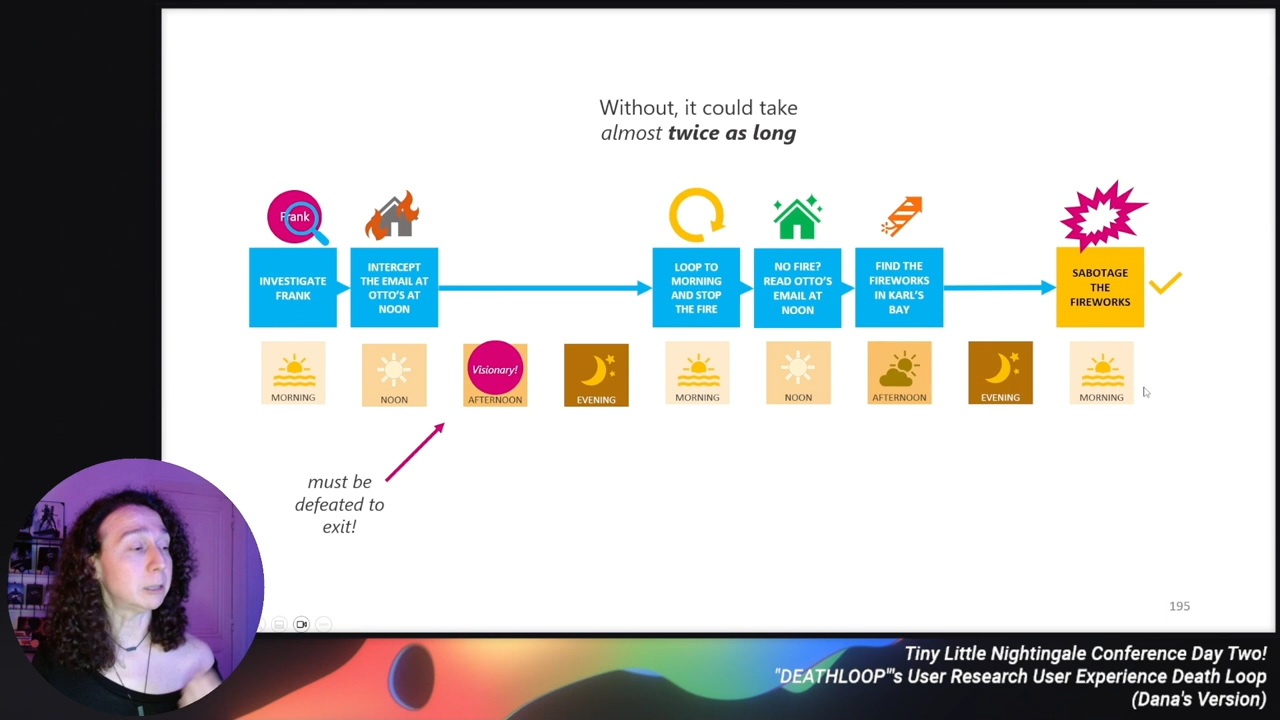 Without, it could take
almost twice as long
Frank
INVESTIGATE
FRANK
INTERCEPT
THE EMAIL AT
OTTO'S AT
NOON
LOOP TO
MORNING
AND STOP
THE FIRE
NO FIRE?
READ OTTO'S
EMAIL AT
NOON
FIND THE
FIREWORKS
IN KARL'S
BAY
SABOTAGE
THE
FIREWORKS
MORNING
NOON
Visionary!
AFTERNOON
EVENING
MORNING
NOON
AFTERNOON
EVENING
MORNING
must be
defeated to
exit!
195
Tiny Little Nightingale Conference Day Two!
"DEATHLOOP"'s User Research User Experience Death Loop
(Dana's Version)